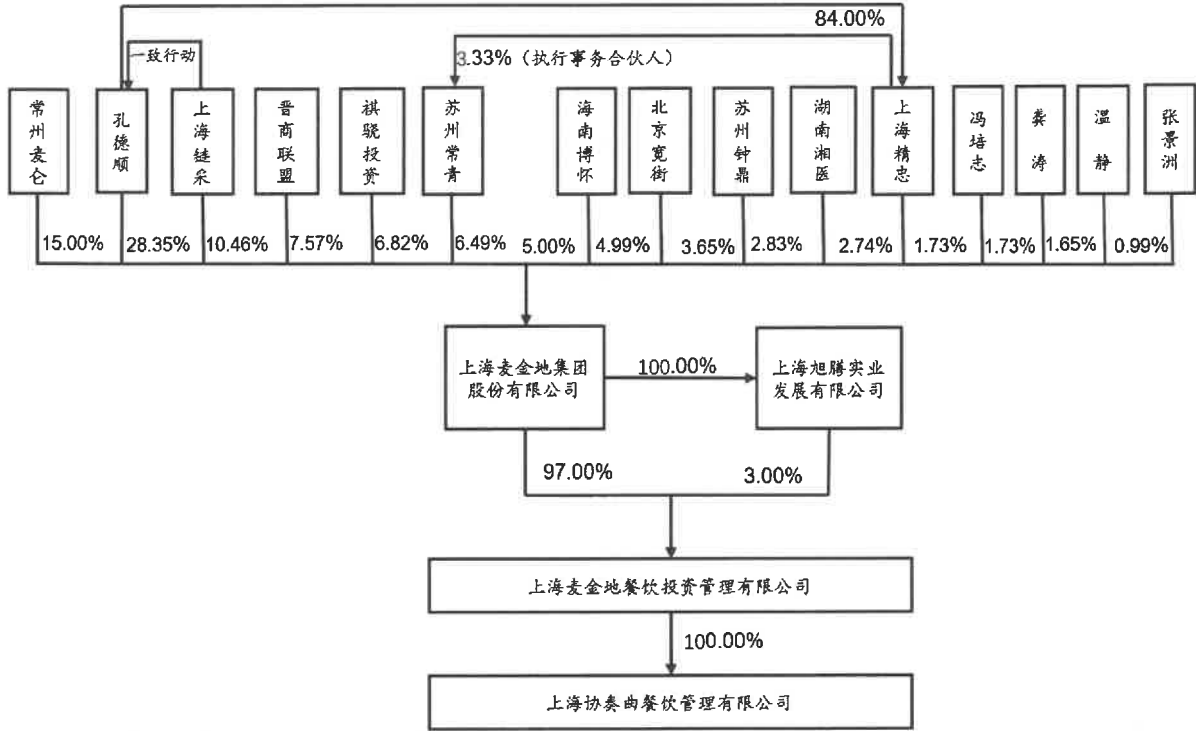 84.00%
一致行动
3.33%（执行事务合伙人）
常州麦仑
孔德顺
上海链采
晋商联盟
祺骁投资
苏州常青
海南博怀
北京宽街
苏州钟鼎
湖南湘医
上海精忠
冯培志
龚涛
温静
张景洲
15.00%
28.35%
10.46%
7.57%
6.82%
6.49%
5.00%
4.99%
3.65%
2.83%
2.74%
1.73%
1.73%
1.65%
0.99%
上海麦金地集团
股份有限公司
100.00%
上海旭腾实业
发展有限公司
97.00%
3.00%
上海麦金地餐饮投资管理有限公司
100.00%
上海协奏曲餐饮管理有限公司